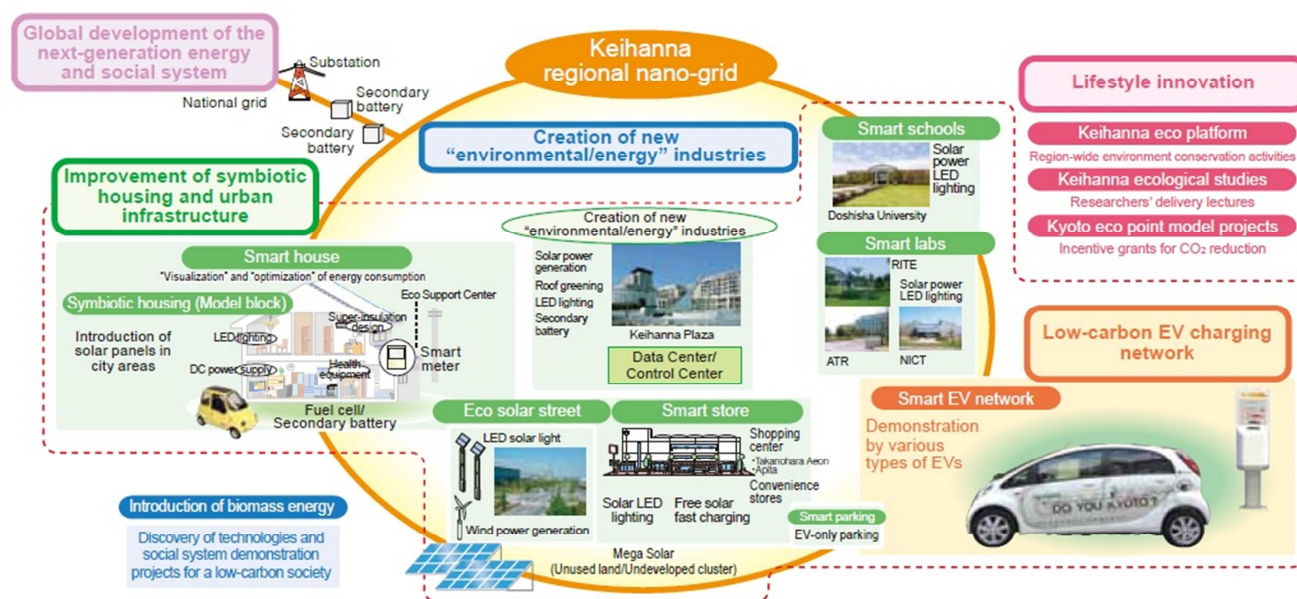 Global development of the
next-generation energy
and social system
Substation
National grid
Secondary
battery
Secondary
battery
Keihanna
regional nano-grid
Lifestyle innovation
Keihanna eco platform
Region-wide environment conservation activities
Keihanna ecological studies
Researchers' delivery lectures
Kyoto eco point model projects
Incentive grants for CO₂ reduction
Creation of new
"environmental/energy" industries
Smart schools
Solar
power
LED
lighting
Doshisha University
Improvement of symbiotic
housing and urban
infrastructure
Creation of new
"environmental/energy" industries
Solar power
generation
Roof greening
LED lighting
Secondary
battery
Keihanna Plaza
Data Center/
Control Center
Smart labs
RITE
Solar power
LED lighting
ATR
NICT
Smart house
"Visualization" and "optimization" of energy consumption
Symbiotic housing (Model block)
Eco Support Center
Introduction of
solar panels in
city areas
Super-insulation
design
LED lighting
DC power supply
Health
equipment
Smart
meter
Fuel cell/
Secondary battery
Low-carbon EV charging
network
Smart EV network
Demonstration
by various
types of EVs
DO YOU KYOTO?
Eco solar street
LED solar light
Wind power generation
Smart store
Shopping
center
・Takanohara Aeon
・Apita
Convenience
stores
Solar LED
lighting
Free solar
fast charging
Smart parking
EV-only parking
Introduction of biomass energy
Discovery of technologies and
social system demonstration
projects for a low-carbon society
Mega Solar
(Unused land/Undeveloped cluster)